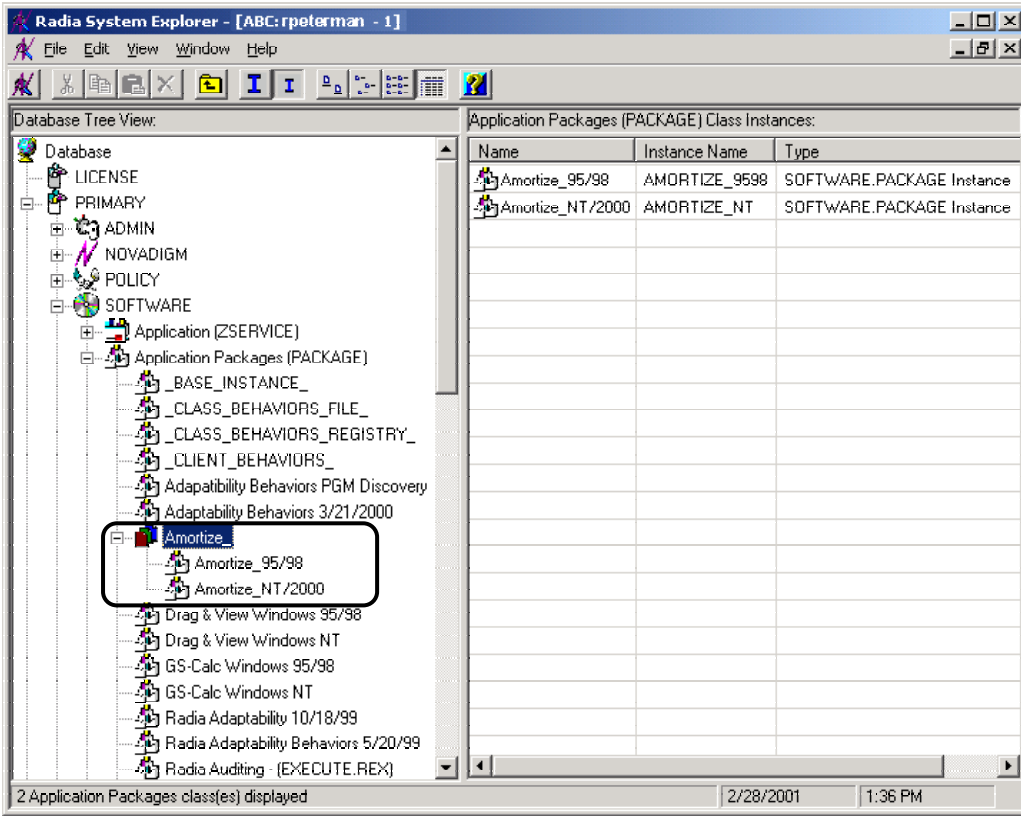 Radia System Explorer - [ABC: rpeterman - 1]
File Edit View Window Help
Database Tree View:
Application Packages (PACKAGE) Class Instances:
Database
LICENSE
PRIMARY
ADMIN
NOVADIGM
POLICY
SOFTWARE
Application (ZSERVICE)
Application Packages (PACKAGE)
_BASE_INSTANCE_
_CLASS_BEHAVIORS_FILE_
_CLASS_BEHAVIORS_REGISTRY_
_CLIENT_BEHAVIORS_
Adapatibility Behaviors PGM Discovery
Adaptability Behaviors 3/21/2000
Amortize_
Amortize_95/98
Amortize_NT/2000
Drag & View Windows 95/98
Drag & View Windows NT
GS-Calc Windows 95/98
GS-Calc Windows NT
Radia Adaptability 10/18/99
Radia Adaptability Behaviors 5/20/99
Radia Auditing - (EXECUTE.REX)
Name Instance Name Type
Amortize_95/98 AMORTIZE_9598 SOFTWARE.PACKAGE Instance
Amortize_NT/2000 AMORTIZE_NT SOFTWARE.PACKAGE Instance
2 Application Packages class(es) displayed 2/28/2001 1:36 PM